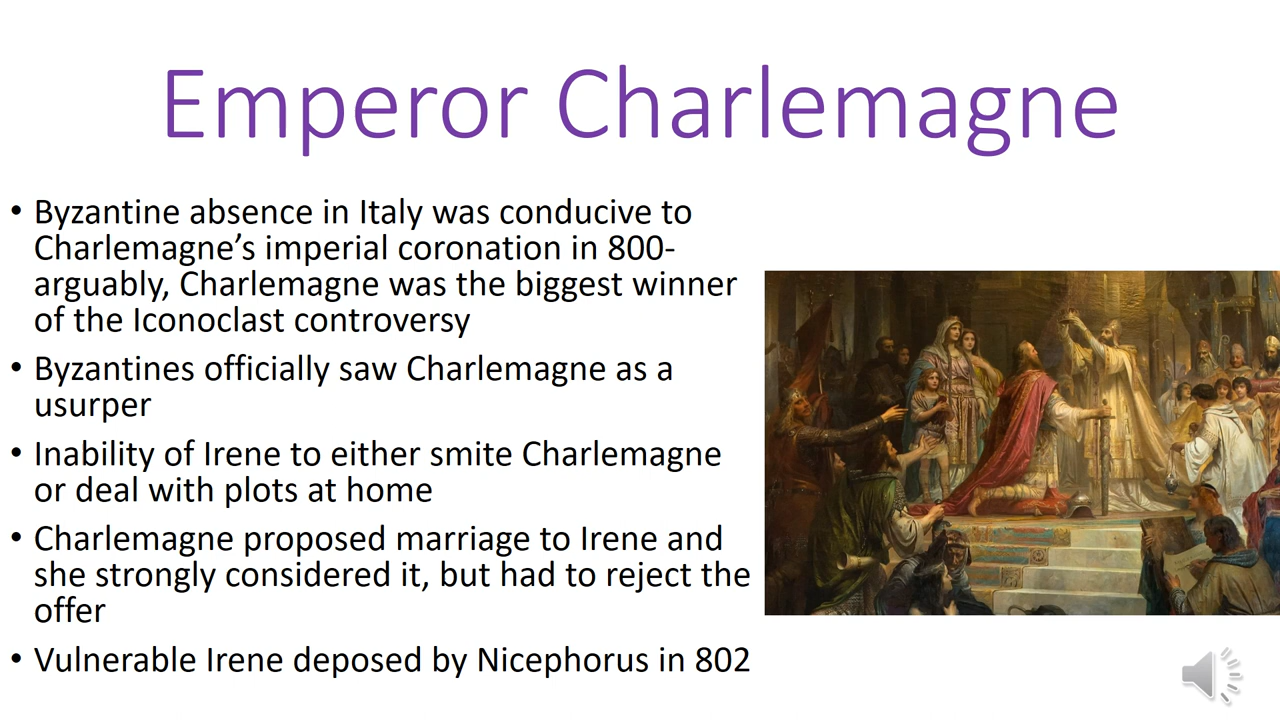 Emperor Charlemagne
• Byzantine absence in Italy was conducive to
Charlemagne’s imperial coronation in 800-
arguably, Charlemagne was the biggest winner
of the Iconoclast controversy
• Byzantines officially saw Charlemagne as a
usurper
• Inability of Irene to either smite Charlemagne
or deal with plots at home
• Charlemagne proposed marriage to Irene and
she strongly considered it, but had to reject the
offer
• Vulnerable Irene deposed by Nicephorus in 802